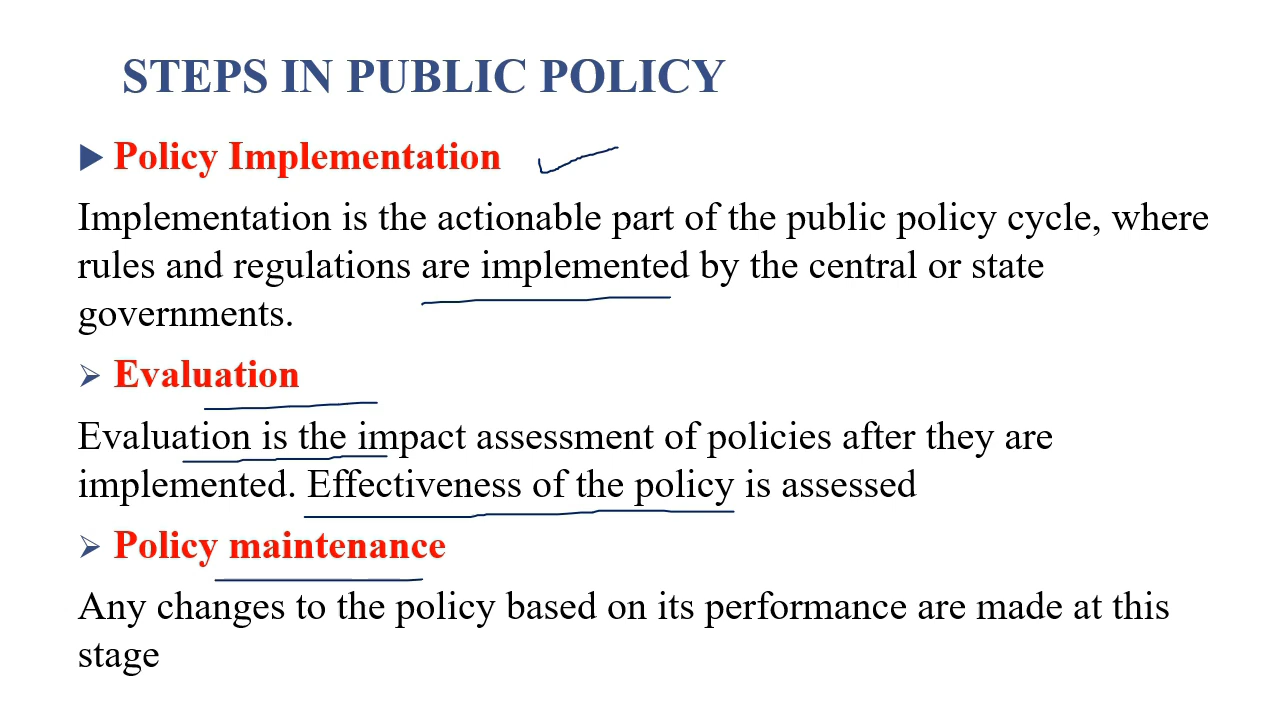 STEPS IN PUBLIC POLICY
Policy Implementation
Implementation is the actionable part of the public policy cycle, where
rules and regulations are implemented by the central or state
governments.
Evaluation
Evaluation is the impact assessment of policies after they are
implemented. Effectiveness of the policy is assessed
Policy maintenance
Any changes to the policy based on its performance are made at this
stage